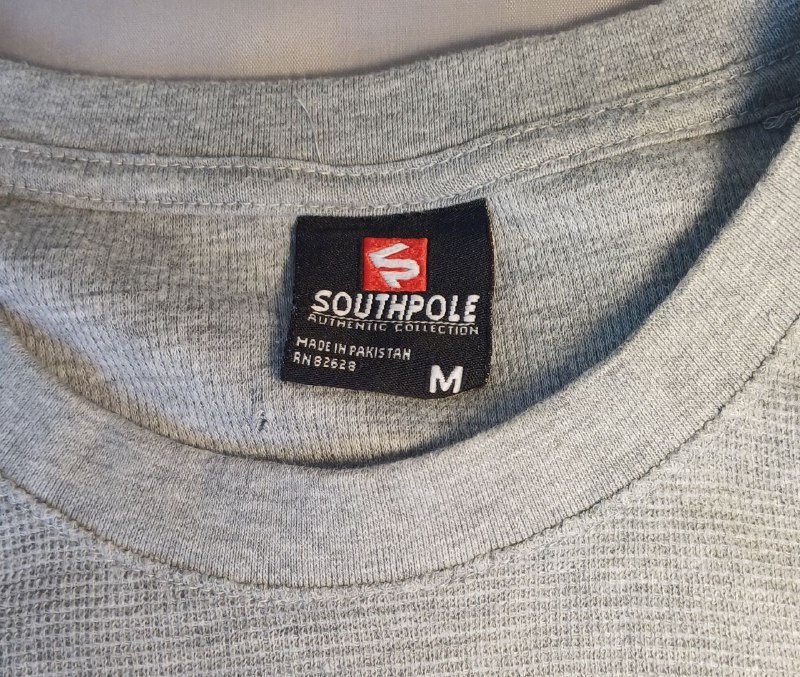 SOUTHPOLE
AUTHENTIC COLLECTION
MADE IN PAKISTAN
RN 82628
M